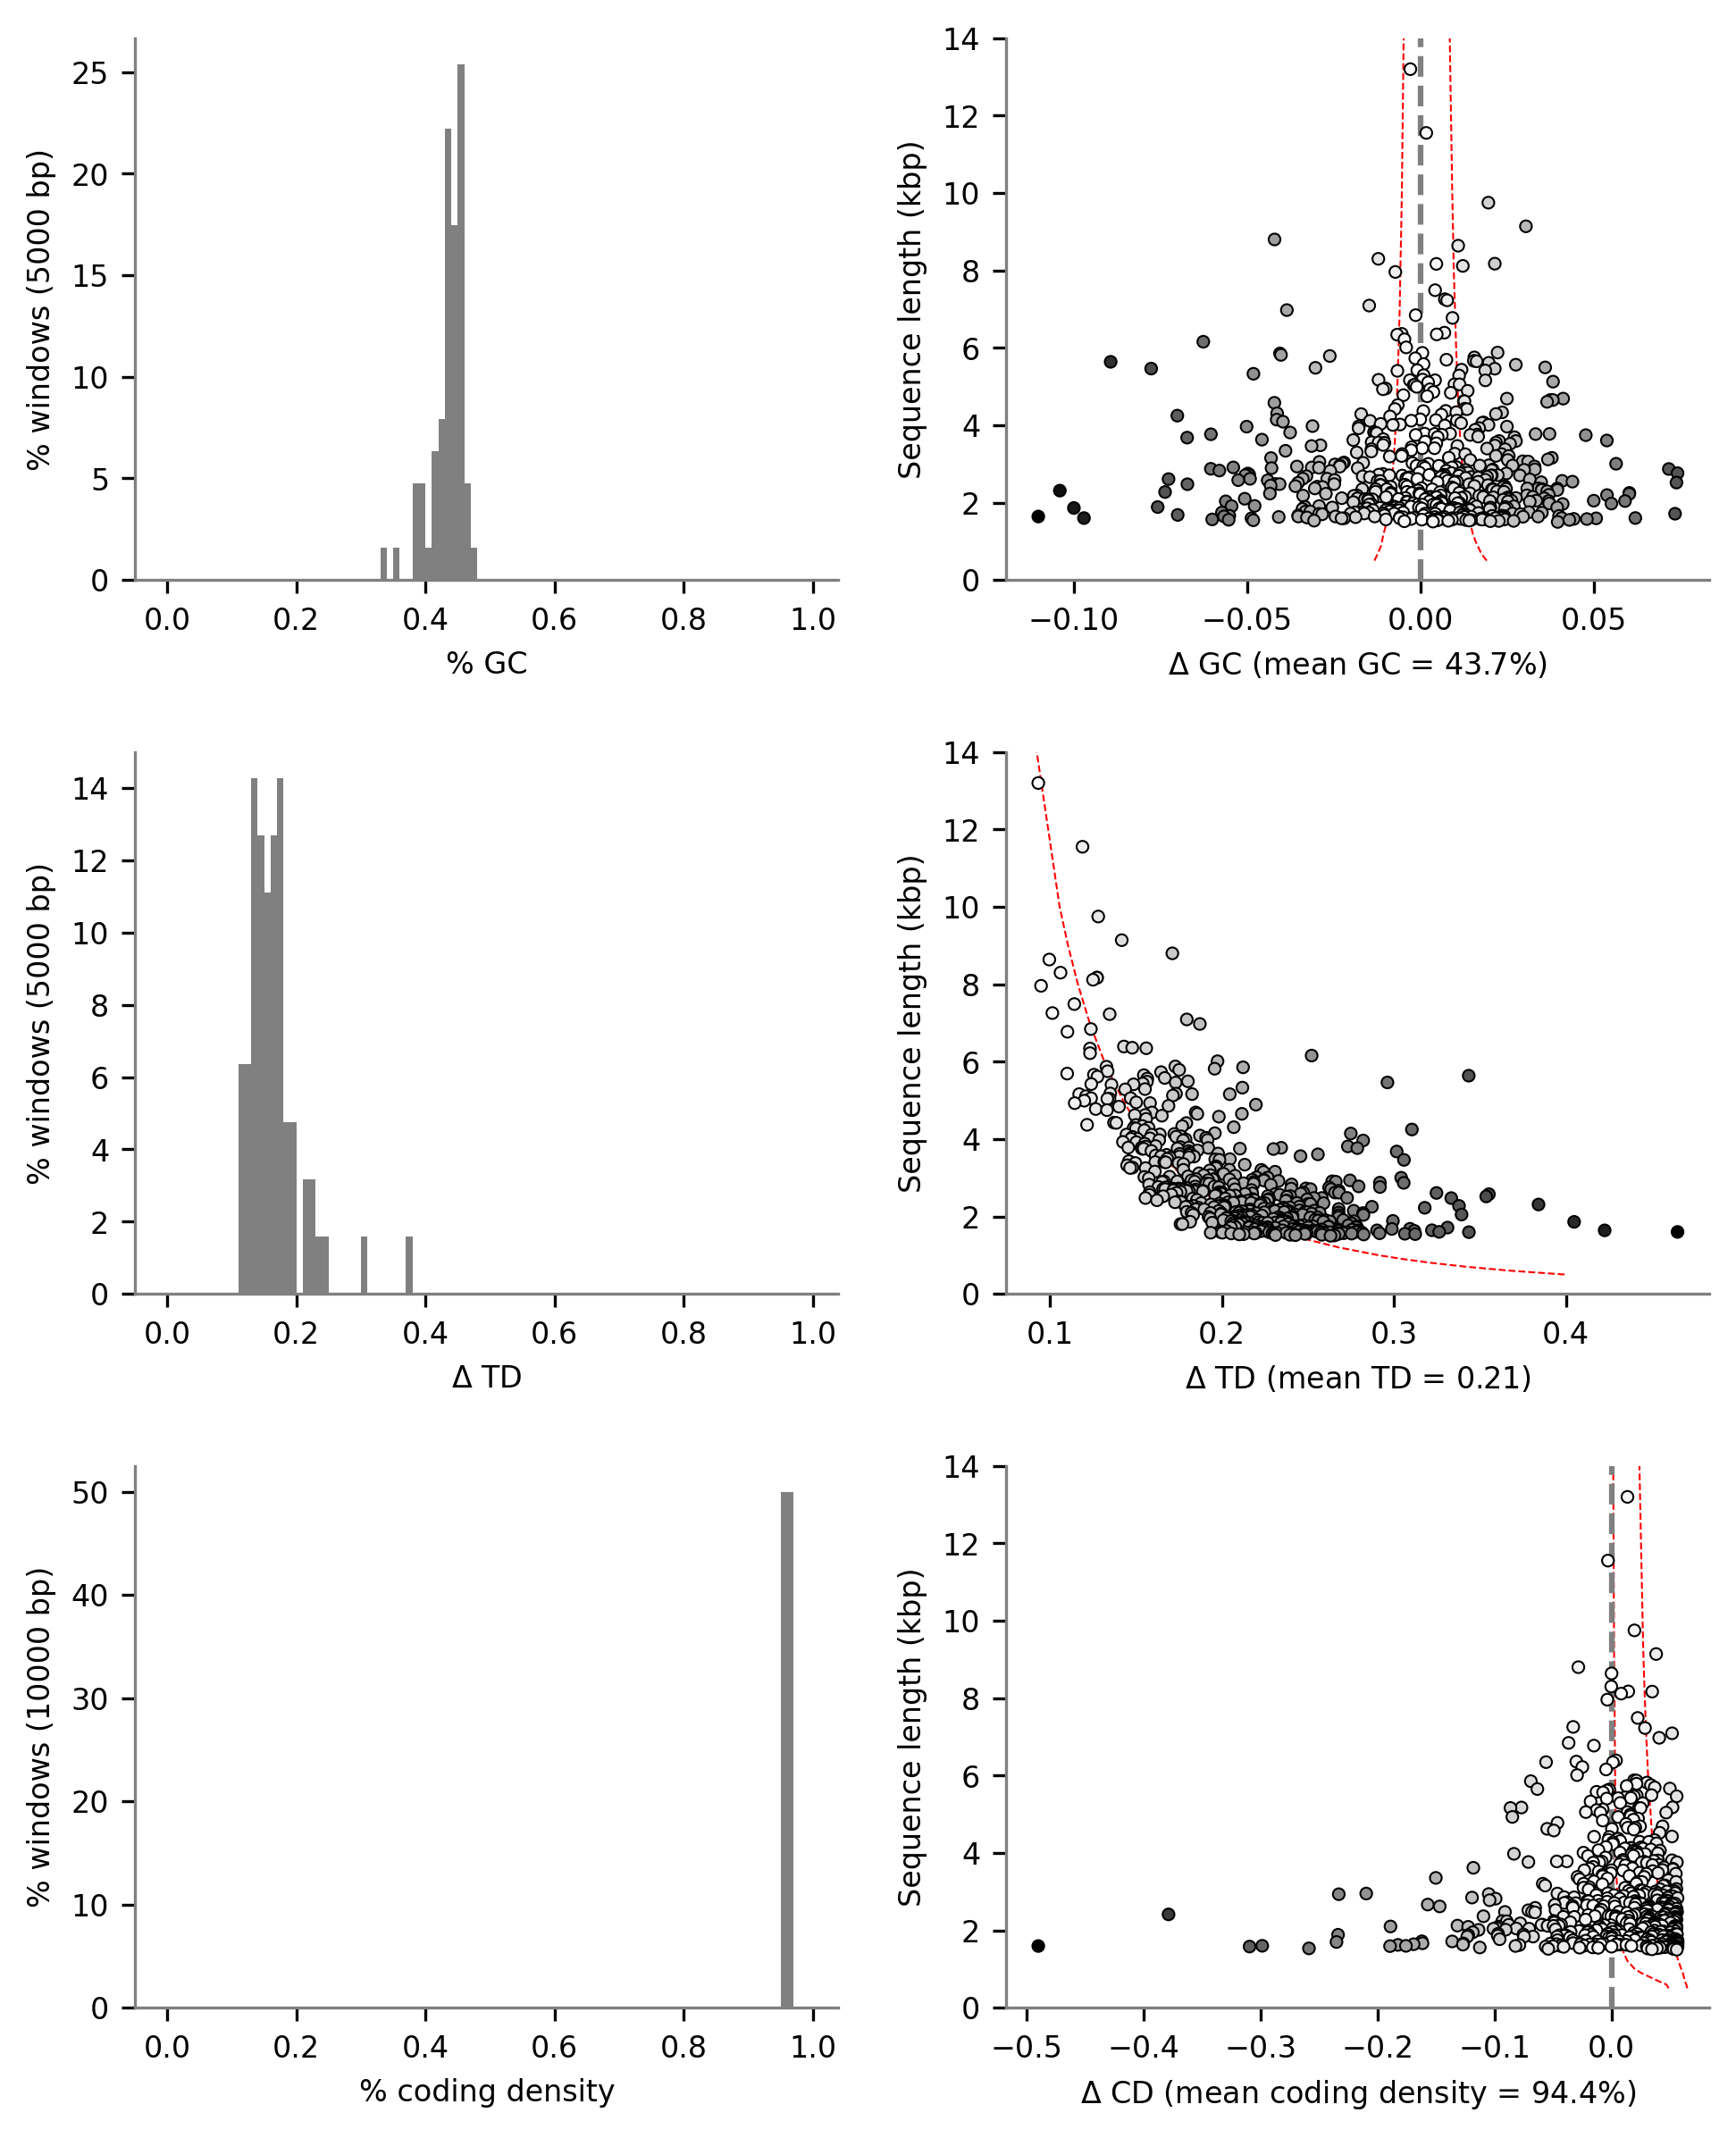 25
20
15
10
5
0
% windows (5000 bp)
0.0 0.2 0.4 0.6 0.8 1.0
% GC
14
12
10
8
6
4
2
0
Sequence length (kbp)
−0.10 −0.05 0.00 0.05
Δ GC (mean GC = 43.7%)
14
12
10
8
6
4
2
0
% windows (5000 bp)
0.0 0.2 0.4 0.6 0.8 1.0
Δ TD
14
12
10
8
6
4
2
0
Sequence length (kbp)
0.1 0.2 0.3 0.4
Δ TD (mean TD = 0.21)
50
40
30
20
10
0
% windows (10000 bp)
0.0 0.2 0.4 0.6 0.8 1.0
% coding density
14
12
10
8
6
4
2
0
Sequence length (kbp)
−0.5 −0.4 −0.3 −0.2 −0.1 0.0
Δ CD (mean coding density = 94.4%)